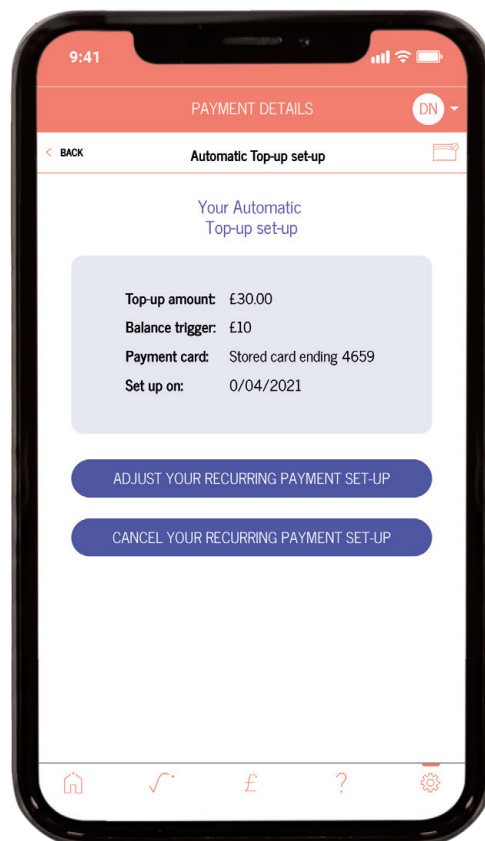 9:41
PAYMENT DETAILS
DN
< BACK
Automatic Top-up set-up
Your Automatic
Top-up set-up
Top-up amount: £30.00
Balance trigger: £10
Payment card: Stored card ending 4659
Set up on: 0/04/2021
ADJUST YOUR RECURRING PAYMENT SET-UP
CANCEL YOUR RECURRING PAYMENT SET-UP
£
?